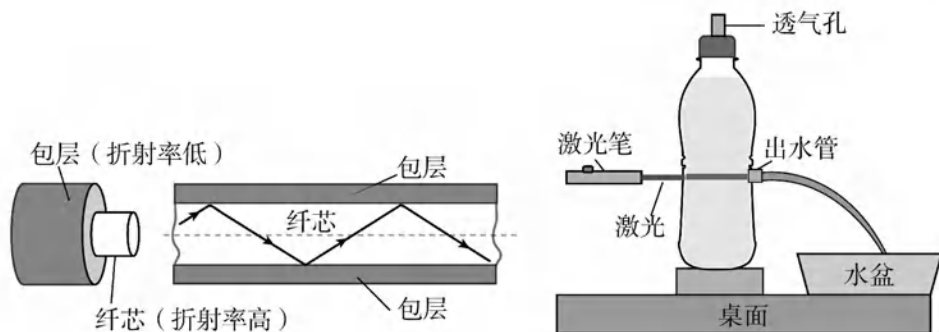 包层（折射率低）
纤芯（折射率高）
包层
纤芯
包层
透气孔
激光笔
出水管
激光
水盆
桌面